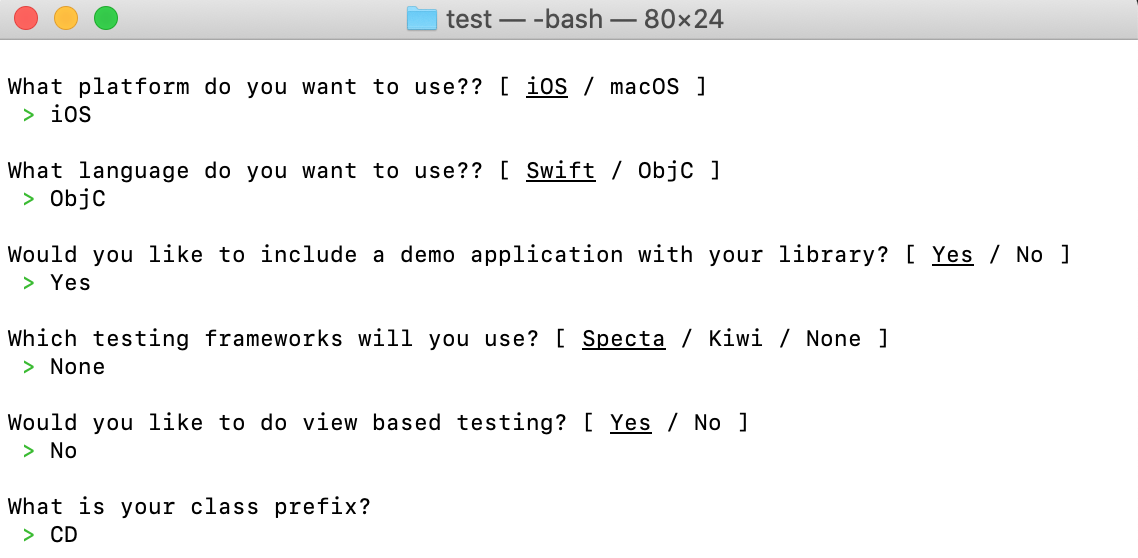 test — -bash — 80×24
What platform do you want to use?? [ iOS / macOS ]
> iOS
What language do you want to use?? [ Swift / ObjC ]
> ObjC
Would you like to include a demo application with your library? [ Yes / No ]
> Yes
Which testing frameworks will you use? [ Specta / Kiwi / None ]
> None
Would you like to do view based testing? [ Yes / No ]
> No
What is your class prefix?
> CD